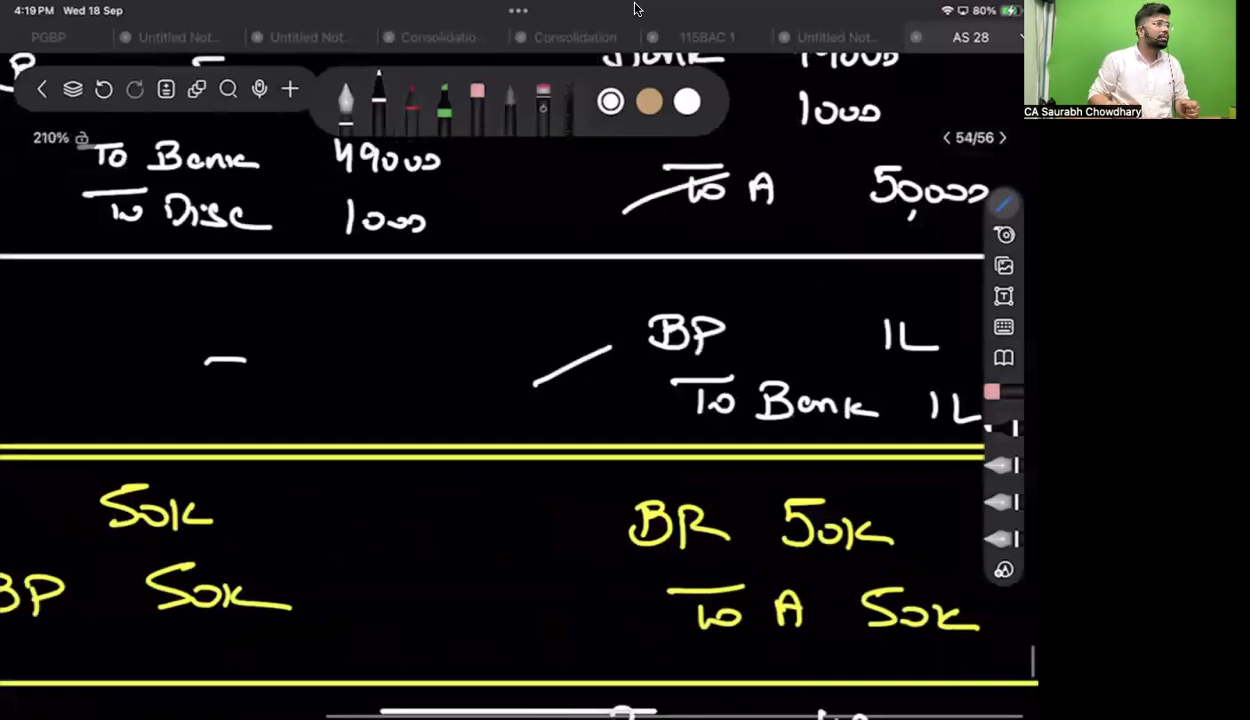 4:19 PM Wed 18 Sep
80%
PGBP
Untitled Not...
Untitled Not...
Consolidatio...
Consolidation
115BAC 1
Untitled Not...
AS 28
CA Saurabh Chowdhary
210%
54/56
1000
To Bank 49000
To A 50,000
To Disc 1000
BP 1L
To Bank 1L
50K
BR 50K
BP 50K
To A 50K